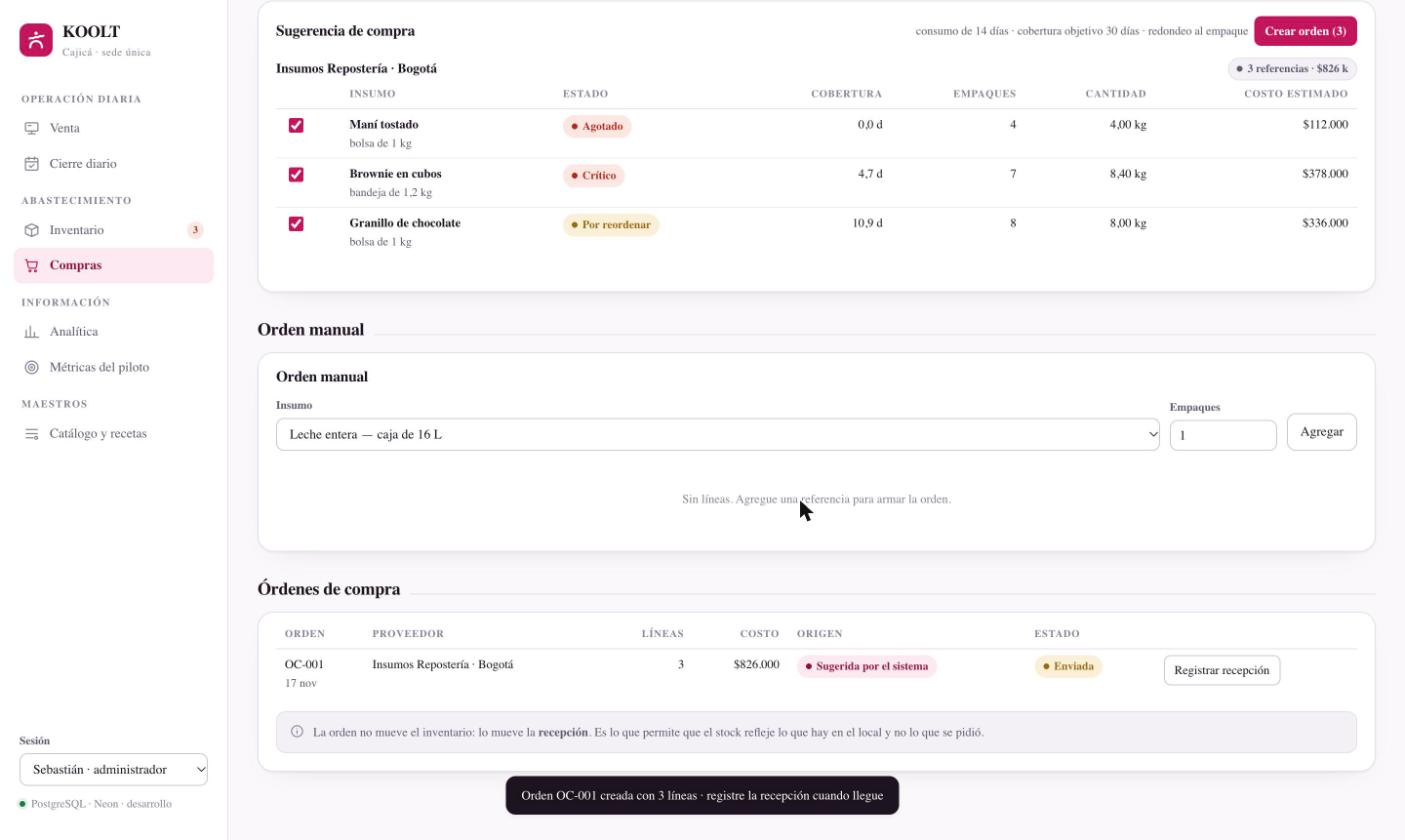 KOOLT
Cajicá · sede única
OPERACIÓN DIARIA
Venta
Cierre diario
ABASTECIMIENTO
Inventario 3
Compras
INFORMACIÓN
Analítica
Métricas del piloto
MAESTROS
Catálogo y recetas
Sesión
Sebastián · administrador
PostgreSQL · Neon · desarrollo
Sugerencia de compra consumo de 14 días · cobertura objetivo 30 días · redondeo al empaque Crear orden (3)
Insumos Repostería · Bogotá 3 referencias · $826 k
INSUMO ESTADO COBERTURA EMPAQUES CANTIDAD COSTO ESTIMADO
Maní tostado Agotado 0,0 d 4 4,00 kg $112.000
bolsa de 1 kg
Brownie en cubos Crítico 4,7 d 7 8,40 kg $378.000
bandeja de 1,2 kg
Granillo de chocolate Por reordenar 10,9 d 8 8,00 kg $336.000
bolsa de 1 kg
Orden manual
Orden manual
Insumo Empaques
Leche entera — caja de 16 L 1 Agregar
Sin líneas. Agregue una referencia para armar la orden.
Órdenes de compra
ORDEN PROVEEDOR LÍNEAS COSTO ORIGEN ESTADO
OC-001 Insumos Repostería · Bogotá 3 $826.000 Sugerida por el sistema Enviada Registrar recepción
17 nov
La orden no mueve el inventario: lo mueve la recepción. Es lo que permite que el stock refleje lo que hay en el local y no lo que se pidió.
Orden OC-001 creada con 3 líneas · registre la recepción cuando llegue